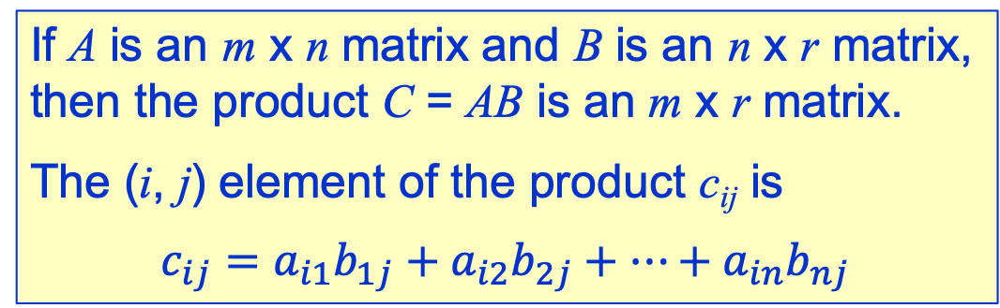 If A is an m x n matrix and B is an n x r matrix,
then the product C = AB is an m x r matrix.
The (i, j) element of the product cᵢⱼ is
cᵢⱼ = aᵢ₁b₁ⱼ + aᵢ₂b₂ⱼ + ⋯ + aᵢₙbₙⱼ